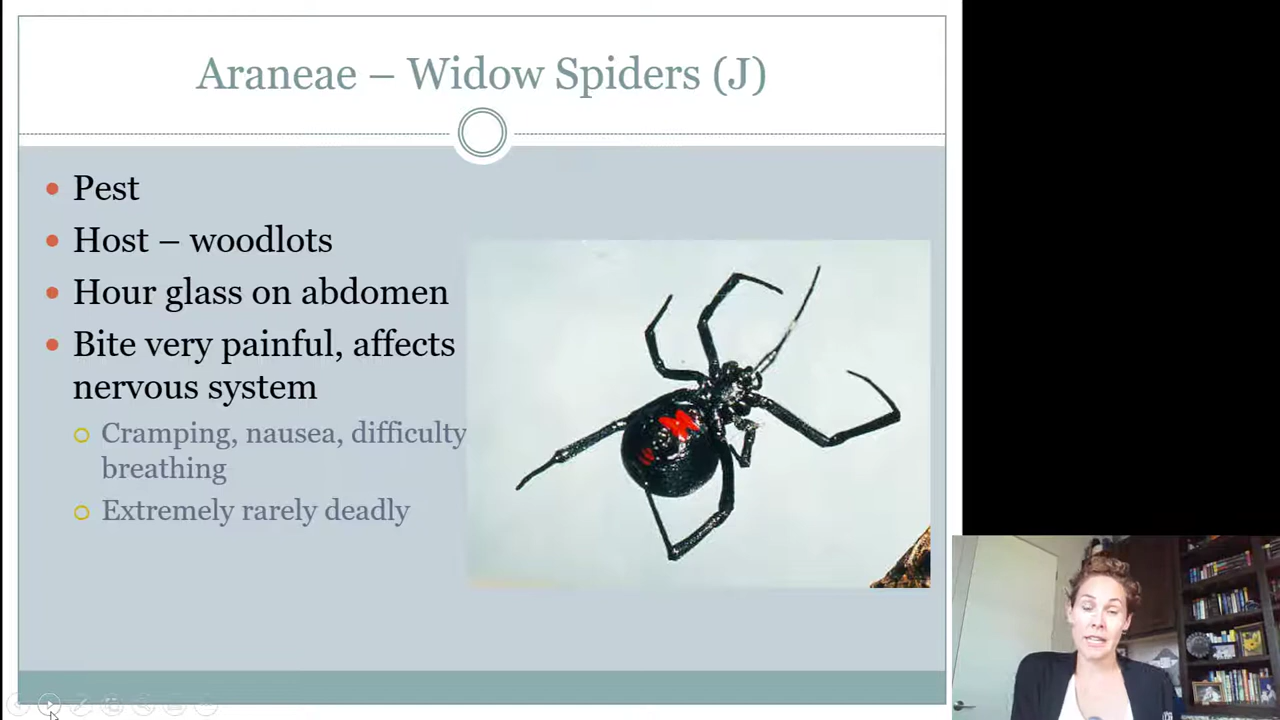 Araneae – Widow Spiders (J)
• Pest
• Host – woodlots
• Hour glass on abdomen
• Bite very painful, affects
nervous system
○ Cramping, nausea, difficulty
breathing
○ Extremely rarely deadly